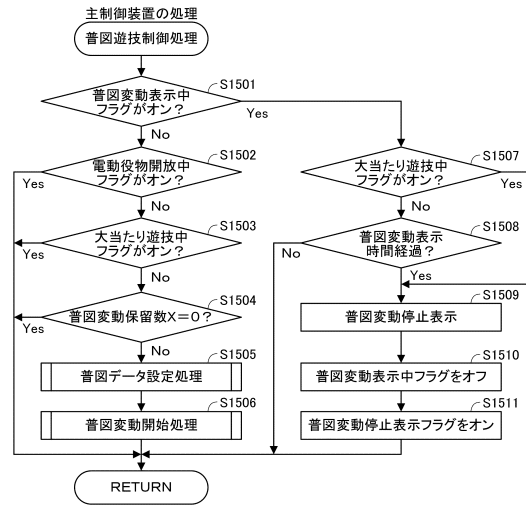 主制御装置の処理
普図遊技制御処理
S1501
普図変動表示中
フラグがオン？
Yes
No
S1502
電動役物開放中
フラグがオン？
Yes
No
S1503
大当たり遊技中
フラグがオン？
Yes
No
S1504
普図変動保留数X＝０？
Yes
No
S1505
普図データ設定処理
S1506
普図変動開始処理
S1507
大当たり遊技中
フラグがオン？
Yes
No
S1508
普図変動表示
時間経過？
No
Yes
S1509
普図変動停止表示
S1510
普図変動表示中フラグをオフ
S1511
普図変動停止表示フラグをオン
RETURN